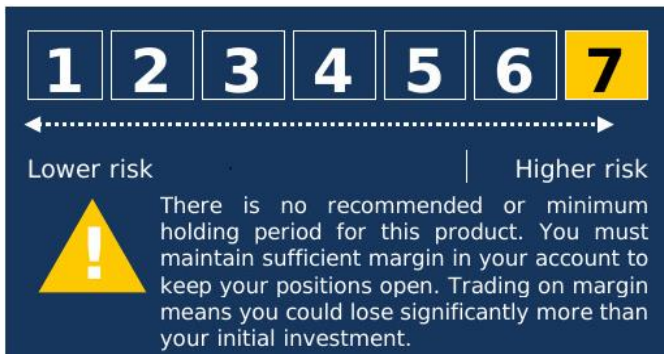 1 2 3 4 5 6 7
Lower risk Higher risk
!
There is no recommended or minimum
holding period for this product. You must
maintain sufficient margin in your account to
keep your positions open. Trading on margin
means you could lose significantly more than
your initial investment.